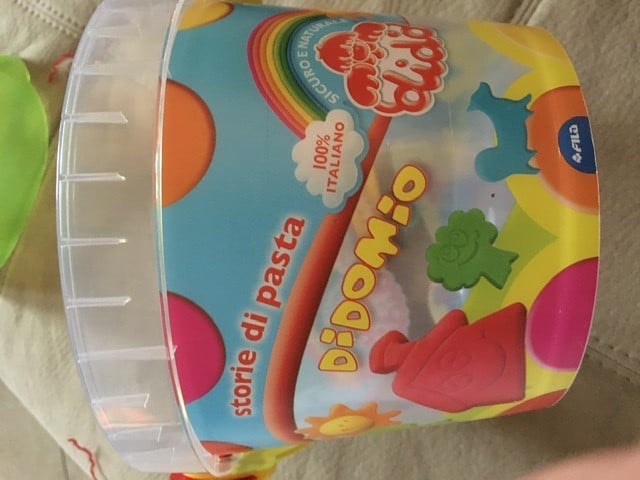 SICURO E NATURALE
DIDÒ
100%
ITALIANO
storie di pasta
DiDOMiO
FILA